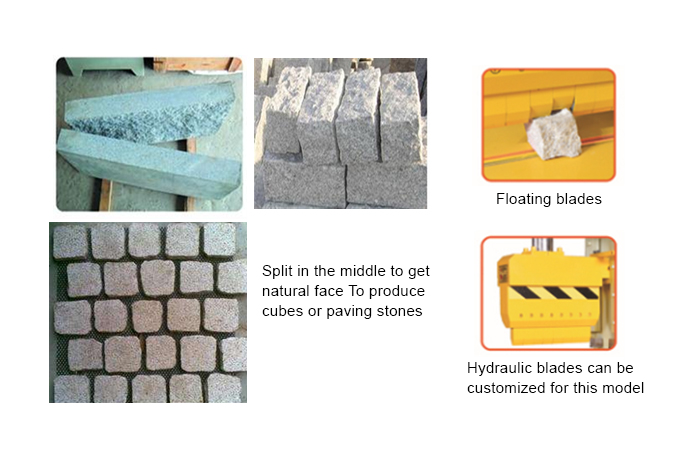 Floating blades
Split in the middle to get
natural face To produce
cubes or paving stones
Hydraulic blades can be
customized for this model